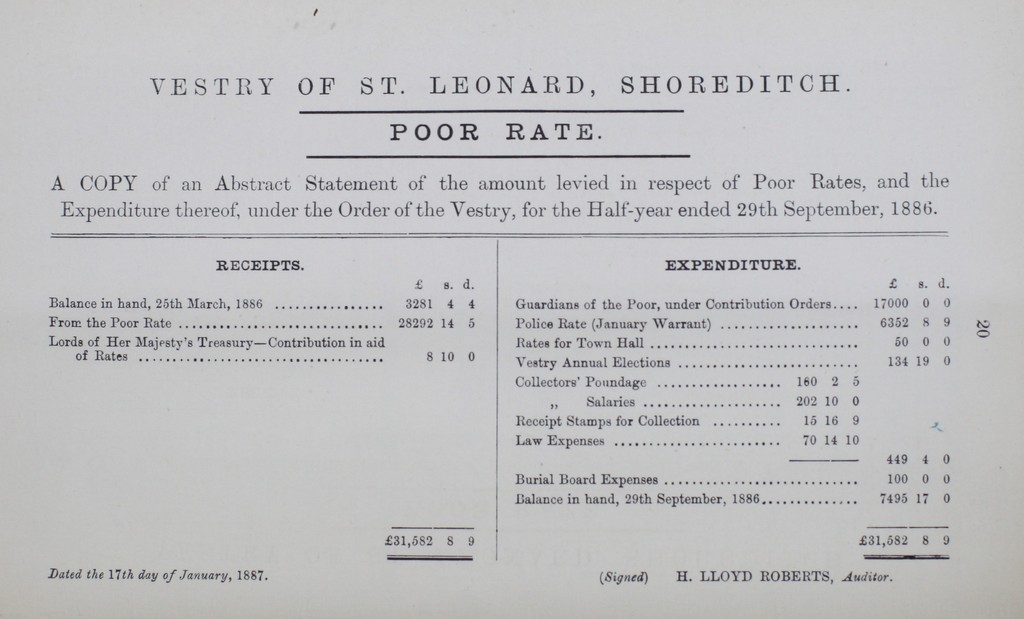 VESTRY OF ST. LEONARD, SHOREDITCH.
POOR RATE.
A COPY of an Abstract Statement of the amount levied in respect of Poor Rates, and the
Expenditure thereof, under the Order of the Vestry, for the Half-year ended 29th September, 1886.
RECEIPTS.
£ s. d.
Balance in hand, 25th March, 1886 ................ 3281 4 4
From the Poor Rate ............................... 28292 14 5
Lords of Her Majesty's Treasury—Contribution in aid
of Rates ..................................... 8 10 0
£31,582 8 9
EXPENDITURE.
£ s. d.
Guardians of the Poor, under Contribution Orders.... 17000 0 0
Police Rate (January Warrant) ..................... 6352 8 9
Rates for Town Hall ............................... 50 0 0
Vestry Annual Elections ........................... 134 19 0
Collectors' Poundage .................. 160 2 5
„ Salaries .................... 202 10 0
Receipt Stamps for Collection .......... 15 16 9
Law Expenses ........................ 70 14 10
449 4 0
Burial Board Expenses ............................ 100 0 0
Balance in hand, 29th September, 1886.............. 7495 17 0
£31,582 8 9
20
Dated the 17th day of January, 1887.
(Signed) H. LLOYD ROBERTS, Auditor.